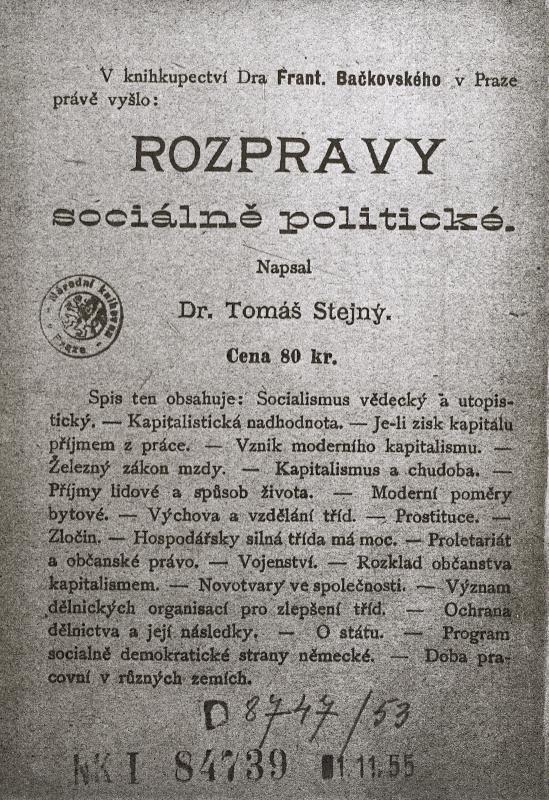 V knihkupectví Dra Frant. Bačkovského v Praze
právě vyšlo:
ROZPRAVY
sociálně politické.
Napsal
Dr. Tomáš Stejný.
Národní knihovna
Praze
Cena 80 kr.
Spis ten obsahuje: Socialismus vědecký a utopis-
tický. — Kapitalistická nadhodnota. — Je-li zisk kapitálu
příjmem z práce. — Vznik moderního kapitalismu. —
Železný zákon mzdy. — Kapitalismus a chudoba. —
Příjmy lidové a spůsob života. — Moderní poměry
bytové. — Výchova a vzdělání tříd. — Prostituce. —
Zločin. — Hospodářsky silná třída má moc. — Proletariát
a občanské právo. — Vojenství. — Rozklad občanstva
kapitalismem. — Novotvary ve společnosti. — Význam
dělnických organisací pro zlepšení tříd. — Ochrana
dělnictva a její následky. — O státu. — Program
socialně demokratické strany německé. — Doba pra-
covní v různých zemích.
D 8747/53
NK I 84739 1.11.55